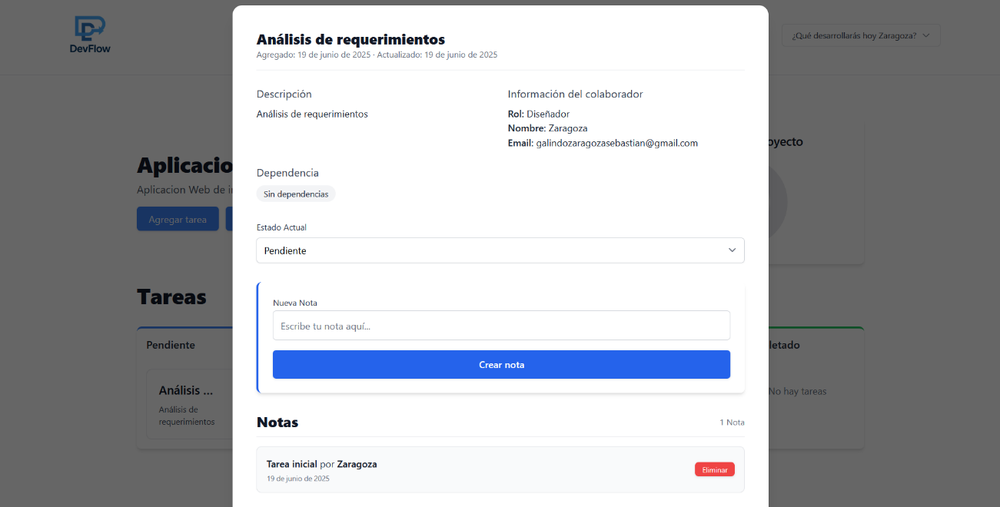 DevFlow
¿Qué desarrollarás hoy Zaragoza?
Aplicacio
Aplicacion Web de i
Agregar tarea
oyecto
Tareas
Pendiente
Análisis ...
Análisis de
requerimientos
letado
No hay tareas
Análisis de requerimientos
Agregado: 19 de junio de 2025 · Actualizado: 19 de junio de 2025
Descripción
Análisis de requerimientos
Información del colaborador
Rol: Diseñador
Nombre: Zaragoza
Email: galindozaragozasebastian@gmail.com
Dependencia
Sin dependencias
Estado Actual
Pendiente
Nueva Nota
Escribe tu nota aquí...
Crear nota
Notas
1 Nota
Tarea inicial por Zaragoza
19 de junio de 2025
Eliminar